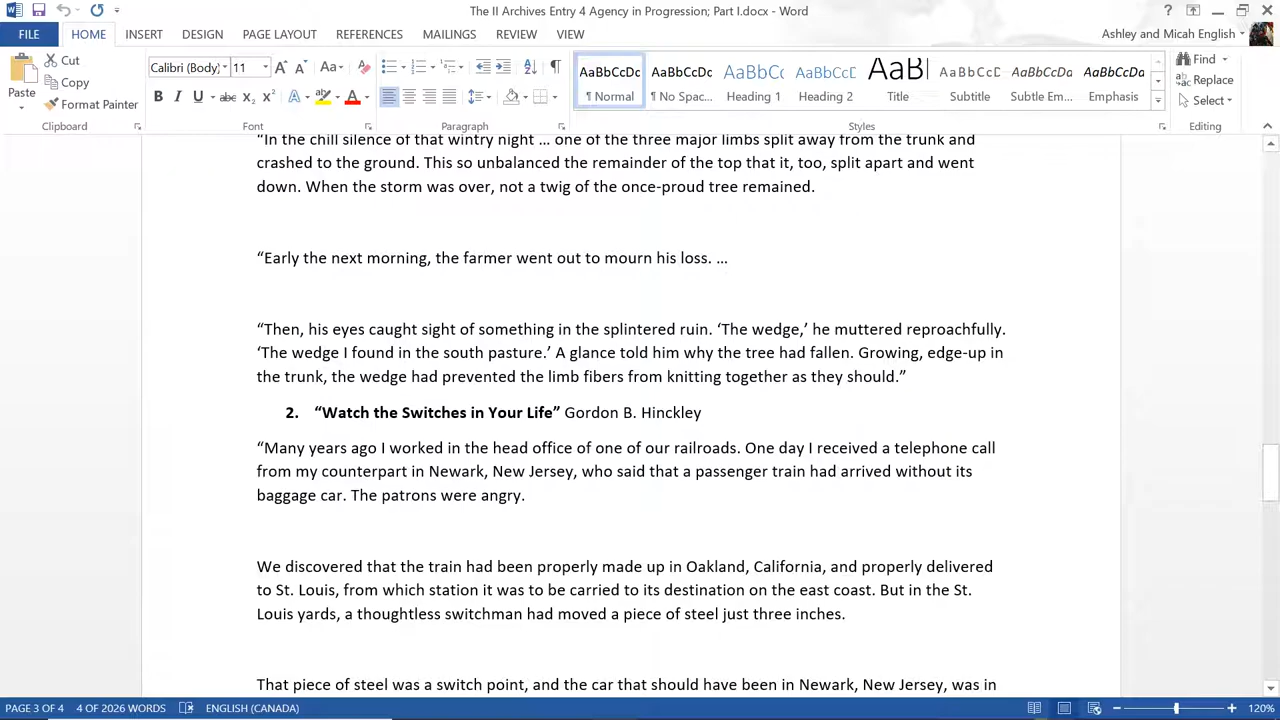 The II Archives Entry 4 Agency in Progression; Part I.docx - Word
FILE HOME INSERT DESIGN PAGE LAYOUT REFERENCES MAILINGS REVIEW VIEW Ashley and Micah English
Paste
Cut
Copy
Format Painter
Clipboard
Calibri (Body) 11
Font
Paragraph
AaBbCcDc AaBbCcDc AaBbCc AaBbCcD AaBl AaBbCcD AaBbCcDc AaBbCcDc
¶ Normal ¶ No Spac... Heading 1 Heading 2 Title Subtitle Subtle Em... Emphasis
Styles
Find
Replace
Select
Editing
“In the chill silence of that wintry night … one of the three major limbs split away from the trunk and
crashed to the ground. This so unbalanced the remainder of the top that it, too, split apart and went
down. When the storm was over, not a twig of the once-proud tree remained.
“Early the next morning, the farmer went out to mourn his loss. …
“Then, his eyes caught sight of something in the splintered ruin. ‘The wedge,’ he muttered reproachfully.
‘The wedge I found in the south pasture.’ A glance told him why the tree had fallen. Growing, edge-up in
the trunk, the wedge had prevented the limb fibers from knitting together as they should.”
2. “Watch the Switches in Your Life” Gordon B. Hinckley
“Many years ago I worked in the head office of one of our railroads. One day I received a telephone call
from my counterpart in Newark, New Jersey, who said that a passenger train had arrived without its
baggage car. The patrons were angry.
We discovered that the train had been properly made up in Oakland, California, and properly delivered
to St. Louis, from which station it was to be carried to its destination on the east coast. But in the St.
Louis yards, a thoughtless switchman had moved a piece of steel just three inches.
That piece of steel was a switch point, and the car that should have been in Newark, New Jersey, was in
PAGE 3 OF 4 4 OF 2026 WORDS ENGLISH (CANADA) 120%